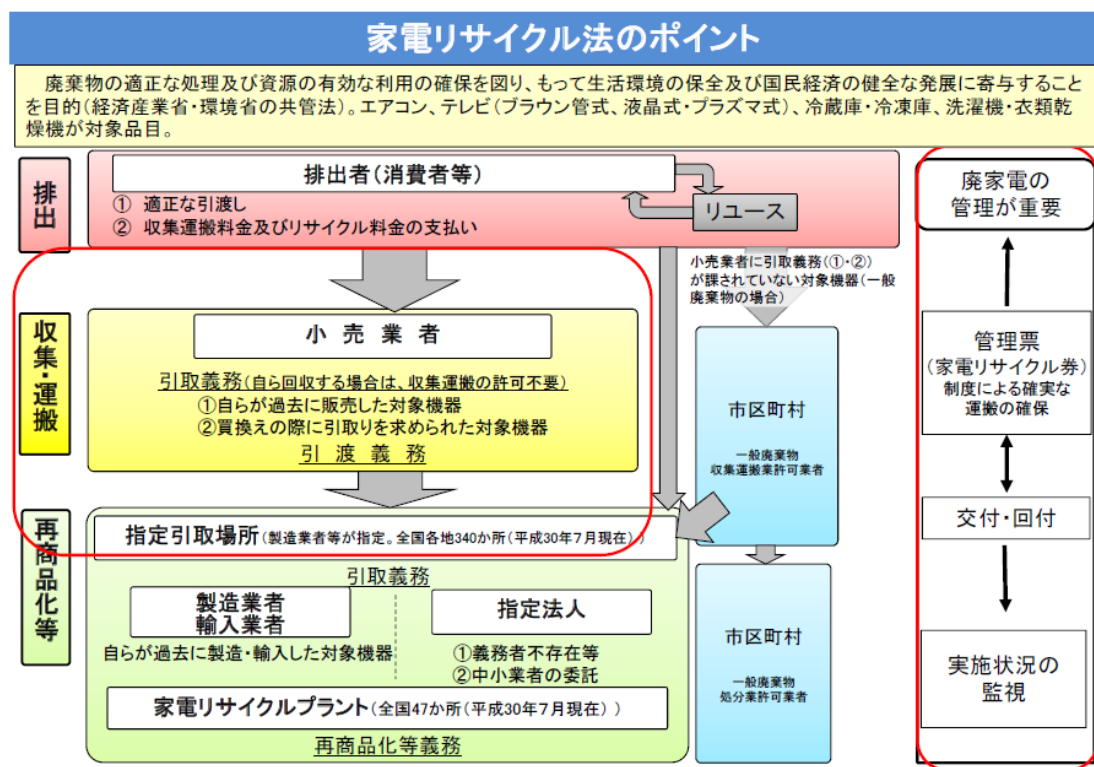 家電リサイクル法のポイント
廃棄物の適正な処理及び資源の有効な利用の確保を図り、もって生活環境の保全及び国民経済の健全な発展に寄与すること
を目的(経済産業省・環境省の共管法)。エアコン、テレビ(ブラウン管式、液晶式・プラズマ式)、冷蔵庫・冷凍庫、洗濯機・衣類乾
燥機が対象品目。
排出
排出者(消費者等)
① 適正な引渡し
② 収集運搬料金及びリサイクル料金の支払い
リユース
小売業者に引取義務(①・②)
が課されていない対象機器(一般
廃棄物の場合)
収集・運搬
小売業者
引取義務(自ら回収する場合は、収集運搬の許可不要)
①自らが過去に販売した対象機器
②買換えの際に引取りを求められた対象機器
引渡義務
市区町村
一般廃棄物
収集運搬業許可業者
再商品化等
指定引取場所(製造業者等が指定。全国各地340か所(平成30年7月現在))
引取義務
製造業者
輸入業者
自らが過去に製造・輸入した対象機器
指定法人
①義務者不存在等
②中小業者の委託
家電リサイクルプラント(全国47か所(平成30年7月現在))
再商品化等義務
市区町村
一般廃棄物
処分業許可業者
廃家電の
管理が重要
管理票
(家電リサイクル券)
制度による確実な
運搬の確保
交付・回付
実施状況の
監視